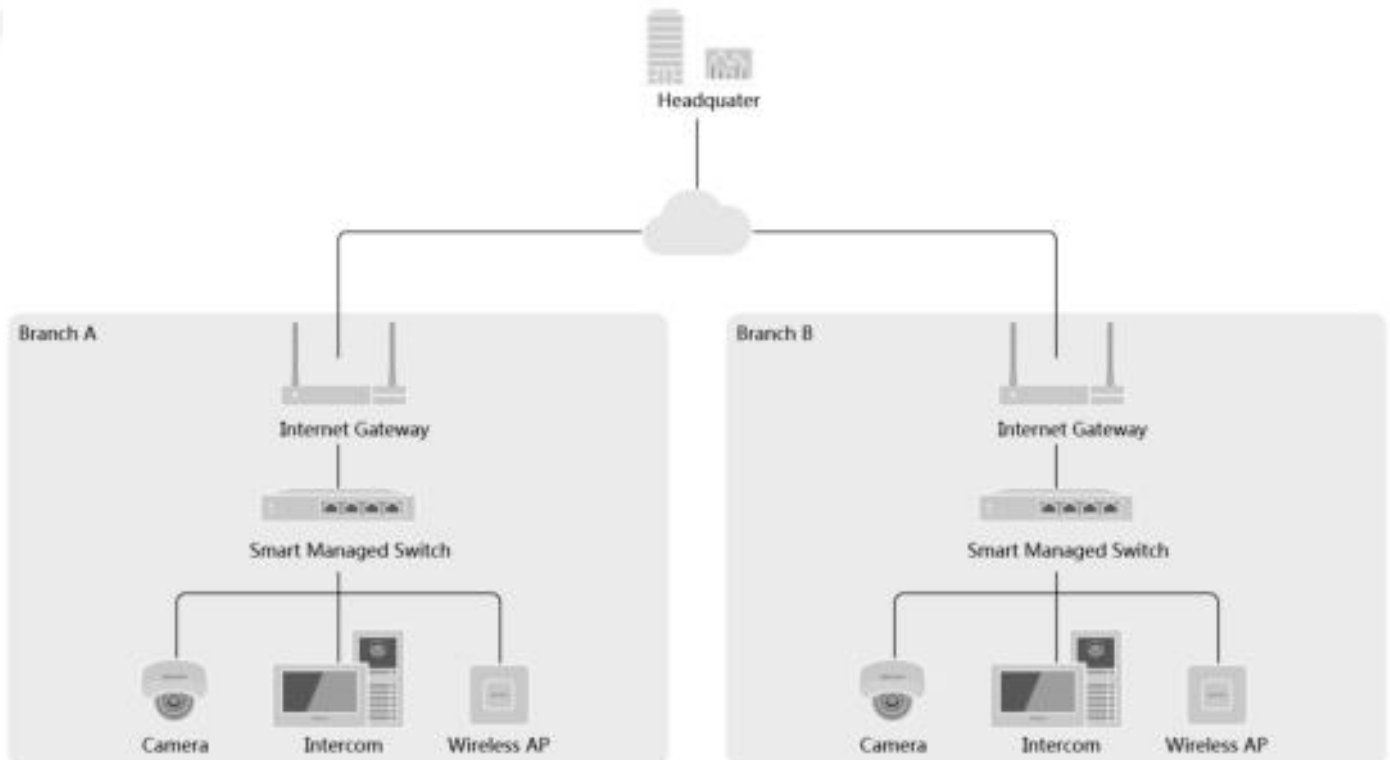 Headquater
Branch A
Branch B
Internet Gateway
Internet Gateway
Smart Managed Switch
Smart Managed Switch
Camera
Intercom
Wireless AP
Camera
Intercom
Wireless AP